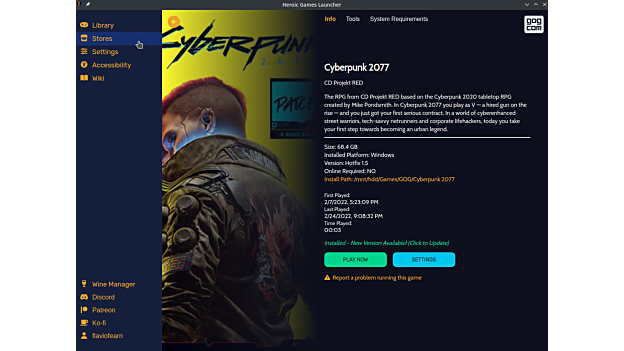 Heroic Games Launcher
Library
Stores
Settings
Accessibility
Wiki
Wine Manager
Discord
Patreon
Ko-fi
flaviofearn
Cyberpunk
2077
PATCH
Info Tools System Requirements
GOG
COM
Cyberpunk 2077
CD Projekt RED
The RPG from CD Projekt RED based on the Cyberpunk 2020 tabletop RPG
created by Mike Pondsmith. In Cyberpunk 2077 you play as V — a hired gun on the
rise — and you just got your first serious contract. In a world of cyberenhanced
street warriors, tech-savvy netrunners and corporate lifehackers, today you take
your first step towards becoming an urban legend.
Size: 68.4 GB
Installed Platform: Windows
Version: Hotfix 1.5
Online Required: NO
Install Path: /mnt/hdd/Games/GOG/Cyberpunk 2077
First Played:
2/7/2022, 5:23:09 PM
Last Played:
2/24/2022, 9:08:32 PM
Time Played:
00:03
Installed - New Version Available! (Click to Update)
PLAY NOW SETTINGS
Report a problem running this game